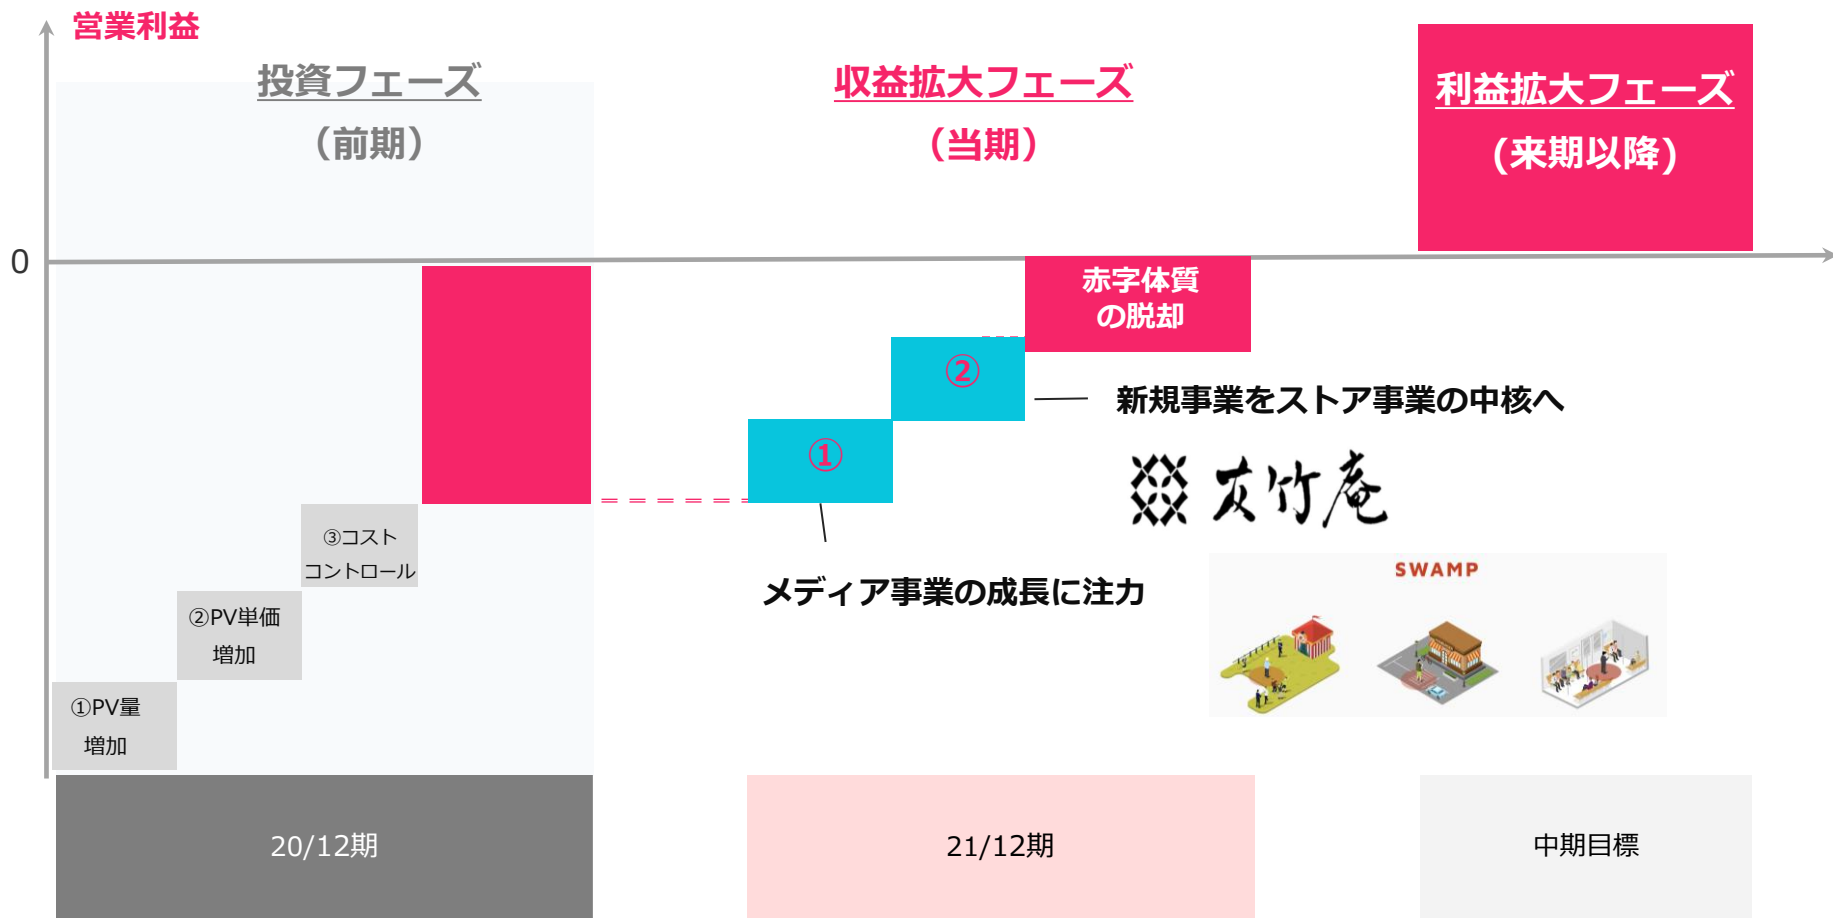 営業利益
投資フェーズ
（前期）
収益拡大フェーズ
（当期）
利益拡大フェーズ
（来期以降）
0
赤字体質
の脱却
②
新規事業をストア事業の中核へ
①
灰竹庵
③コスト
コントロール
SWAMP
メディア事業の成長に注力
②PV単価
増加
①PV量
増加
20/12期
21/12期
中期目標